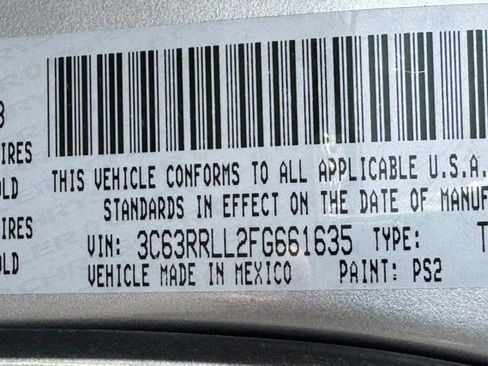 3
IRES
OLD
IRES
OLD
THIS VEHICLE CONFORMS TO ALL APPLICABLE U.S.A.
STANDARDS IN EFFECT ON THE DATE OF MANUF
VIN: 3C63RRLL2FG661635 TYPE: T
VEHICLE MADE IN MEXICO PAINT: PS2